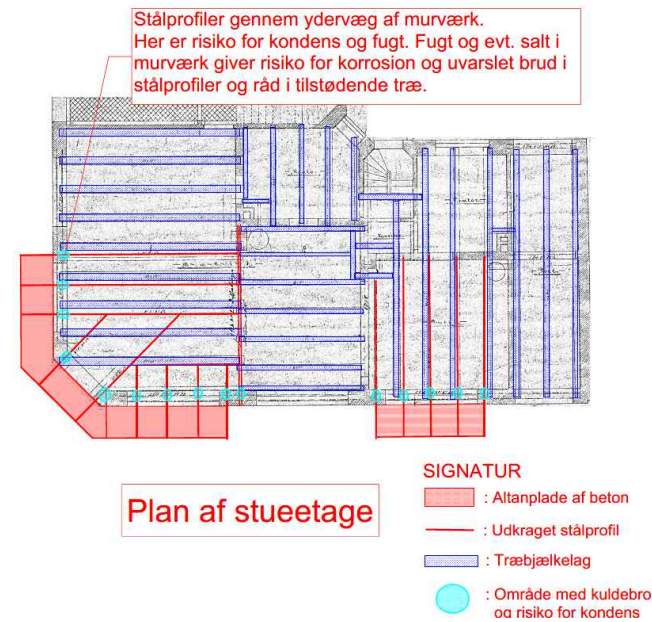 Stålprofiler gennem ydervæg af murværk.
Her er risiko for kondens og fugt. Fugt og evt. salt i
murværk giver risiko for korrosion og uvarslet brud i
stålprofiler og råd i tilstødende træ.
Plan af stueetage
SIGNATUR
: Altanplade af beton
: Udkraget stålprofil
: Træbjælkelag
: Område med kuldebro
og risiko for kondens